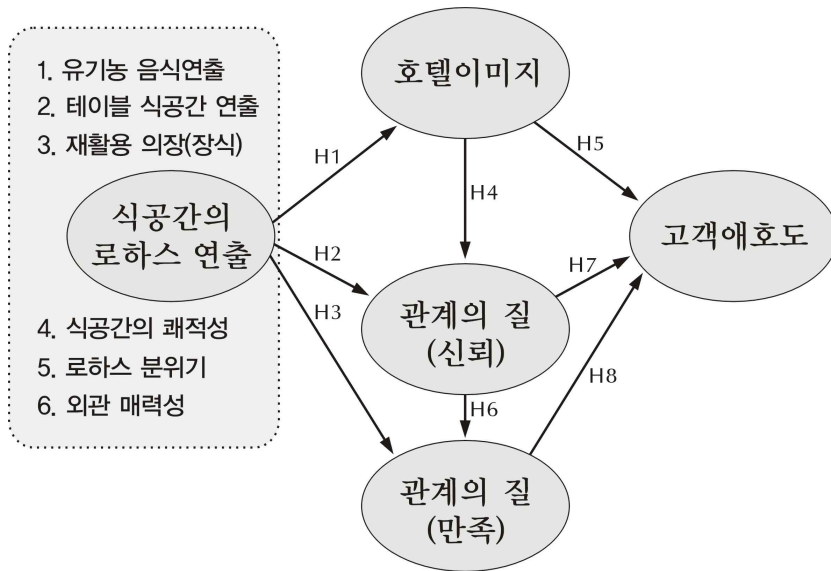 1. 유기농 음식연출
2. 테이블 식공간 연출
3. 재활용 의장(장식)
식공간의
로하스 연출
4. 식공간의 쾌적성
5. 로하스 분위기
6. 외관 매력성
호텔이미지
H1
H5
H4
H2
고객애호도
H7
H3
관계의 질
(신뢰)
H6
H8
관계의 질
(만족)